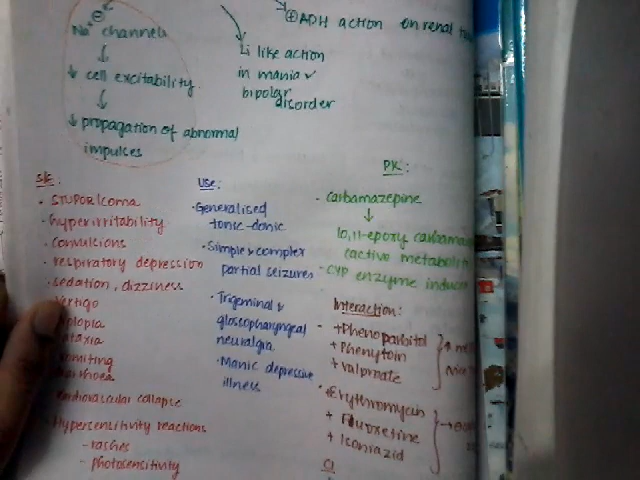 ⊖
Na⁺ channels
↓
↓ cell excitability
↓
↓ propagation of abnormal
impulses
⊕ ADH action on renal
Li like action
in mania &
bipolar
disorder
S/E:
• STUPOR/coma
• hyperirritability
• convulsions
• respiratory depression
• sedation, dizziness
vertigo
vomiting
cardiovascular collapse
Hypersensitivity reactions
- rashes
- photosensitivity
Use:
• Generalised
tonic-clonic
• Simple & complex
partial seizures
• Trigeminal &
glossopharyngeal
neuralgia
• Manic depressive
illness
PK:
• Carbamazepine
↓
10,11-epoxy
(active
• CYP enzyme
Interaction:
• +Phenobarbitol
+ Phenytoin
+ valproate
• Erythromycin
+ Fluoxetine
+ Isoniazid
CI